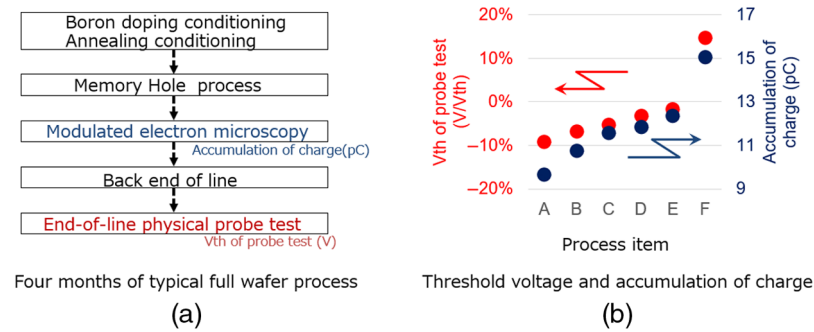 Boron doping conditioning
Annealing conditioning
Memory Hole process
Modulated electron microscopy
Accumulation of charge(pC)
Back end of line
End-of-line physical probe test
Vth of probe test (V)
Four months of typical full wafer process
(a)
Vth of probe test
(V/Vth)
20%
10%
0%
–10%
–20%
17
15
13
11
9
Accumulation of
charge (pC)
A B C D E F
Process item
Threshold voltage and accumulation of charge
(b)